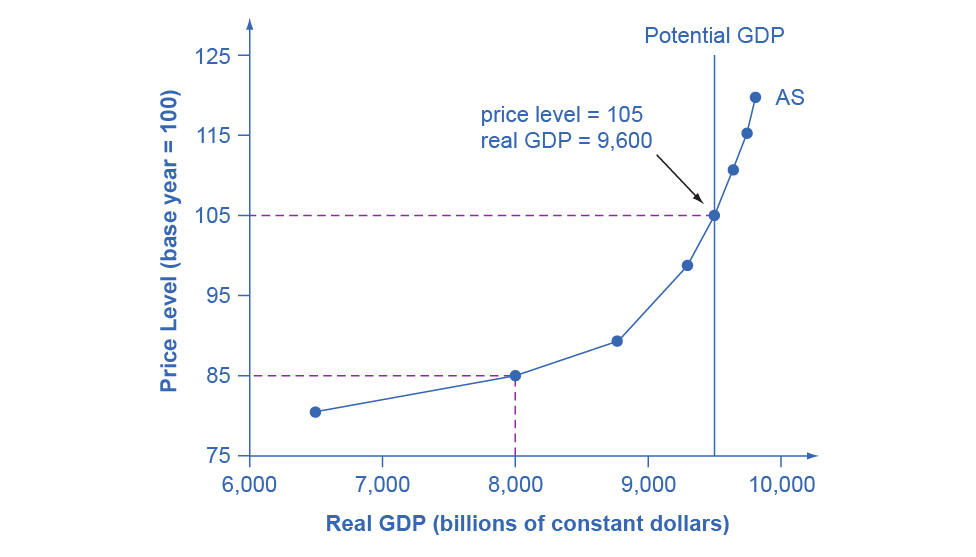 Potential GDP
125
AS
price level = 105
real GDP = 9,600
115
105
95
85
75
6,000
7,000
8,000
9,000
10,000
Price Level (base year = 100)
Real GDP (billions of constant dollars)